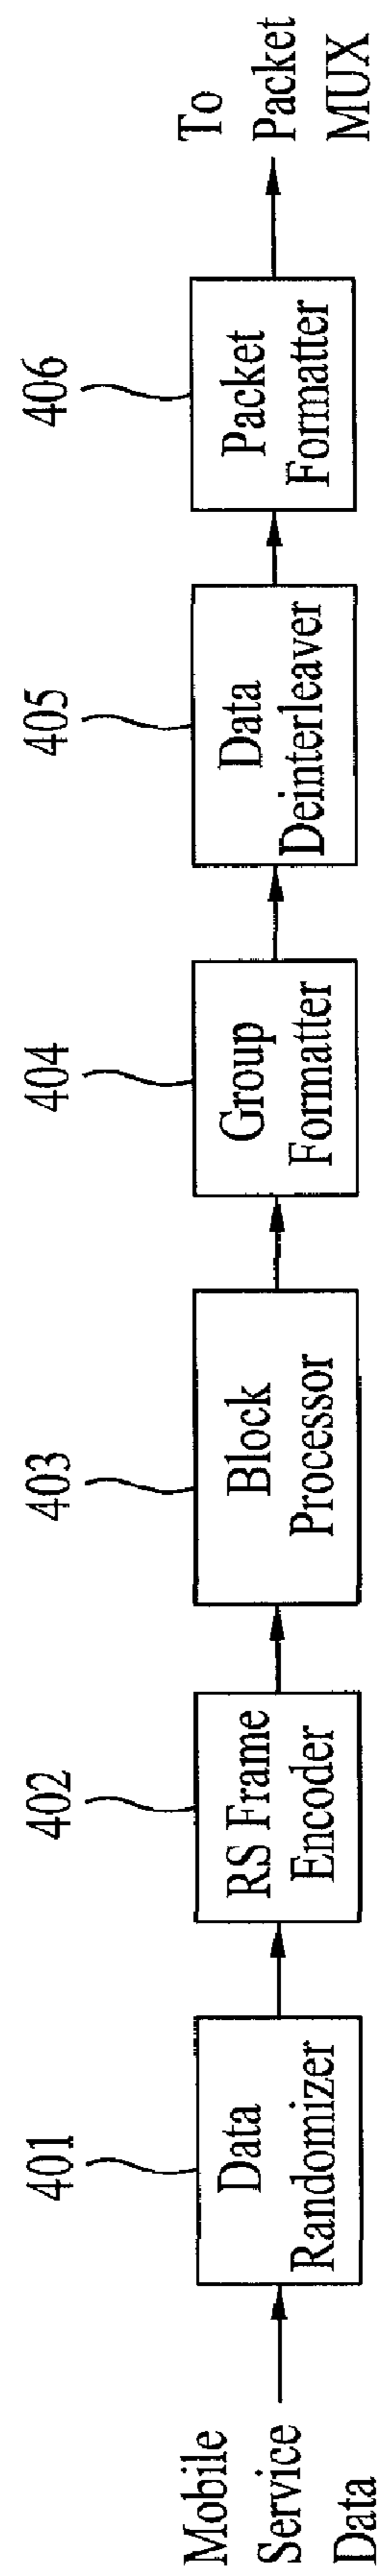 Mobile
Service
Data
401
Data
Randomizer
402
RS Frame
Encoder
403
Block
Processor
404
Group
Formatter
405
Data
Deinterleaver
406
Packet
Formatter
To
Packet
MUX